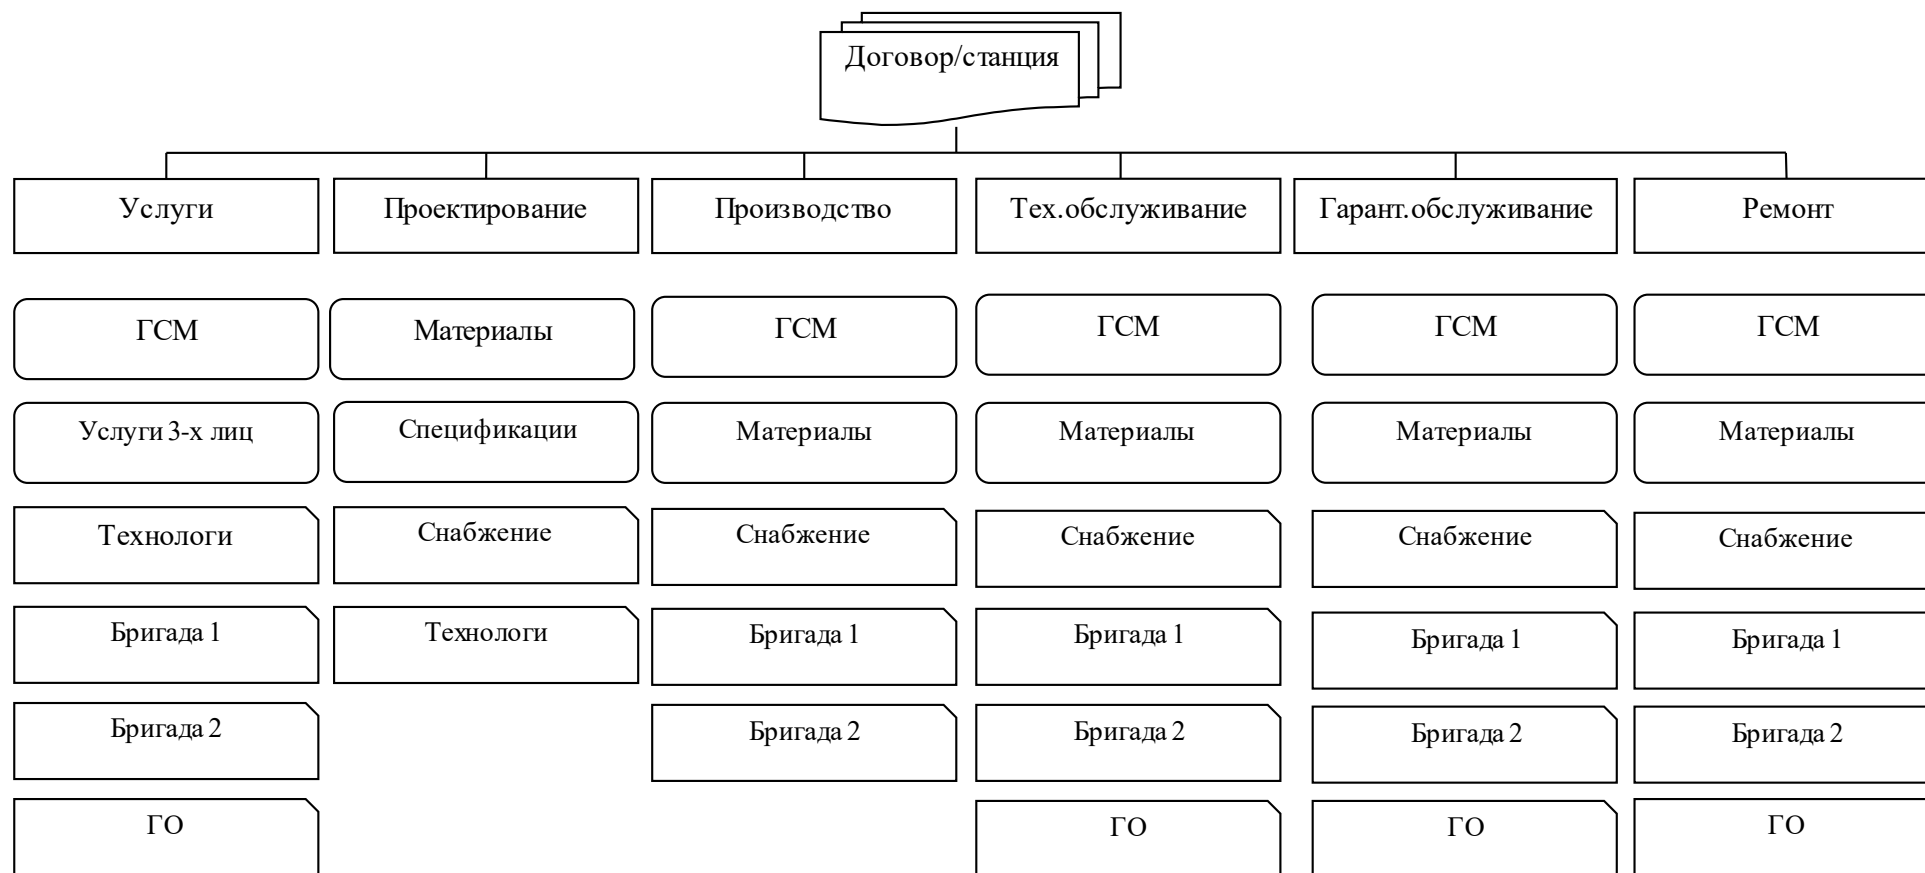 Договор/станция
Услуги
Проектирование
Производство
Тех.обслуживание
Гарант.обслуживание
Ремонт
ГСМ
Материалы
ГСМ
ГСМ
ГСМ
ГСМ
Услуги 3-х лиц
Спецификации
Материалы
Материалы
Материалы
Материалы
Технологи
Снабжение
Снабжение
Снабжение
Снабжение
Снабжение
Бригада 1
Технологи
Бригада 1
Бригада 1
Бригада 1
Бригада 1
Бригада 2
Бригада 2
Бригада 2
Бригада 2
Бригада 2
ГО
ГО
ГО
ГО